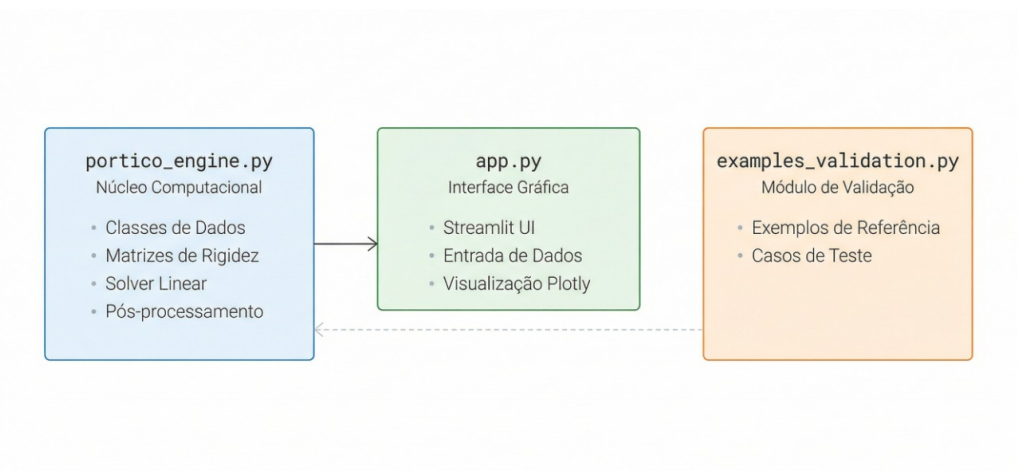 portico_engine.py
Núcleo Computacional
• Classes de Dados
• Matrizes de Rigidez
• Solver Linear
• Pós-processamento
app.py
Interface Gráfica
• Streamlit UI
• Entrada de Dados
• Visualização Plotly
examples_validation.py
Módulo de Validação
• Exemplos de Referência
• Casos de Teste